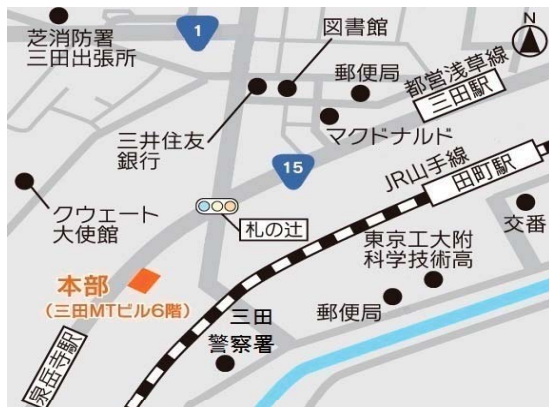 1
N
図書館
芝消防署
三田出張所
郵便局
都営浅草線
三田駅
三井住友
銀行
マクドナルド
15
JR山手線
田町駅
クウェート
大使館
札の辻
交番
東京工大附
科学技術高
本部
(三田MTビル6階)
郵便局
三田
警察署
泉岳寺駅